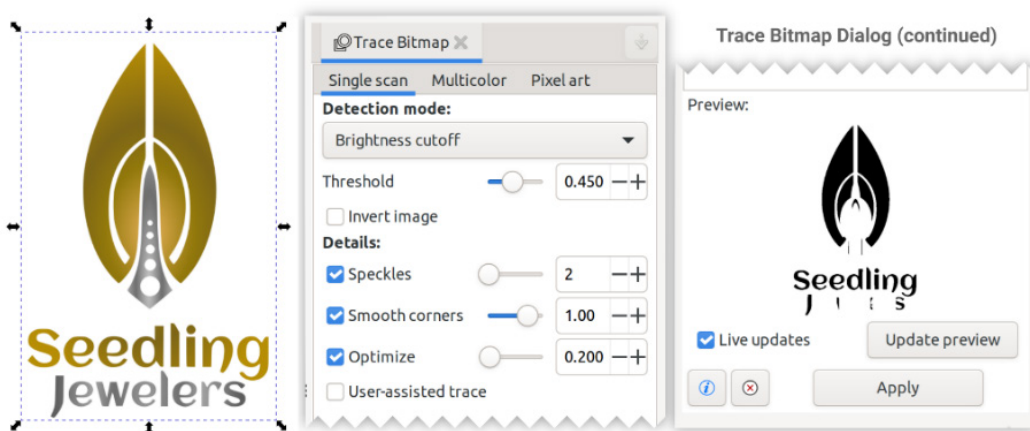 Seedling
Jewelers
Trace Bitmap
Single scan Multicolor Pixel art
Detection mode:
Brightness cutoff
Threshold 0.450
Invert image
Details:
Speckles 2
Smooth corners 1.00
Optimize 0.200
User-assisted trace
Trace Bitmap Dialog (continued)
Preview:
Seedling
Live updates Update preview
Apply